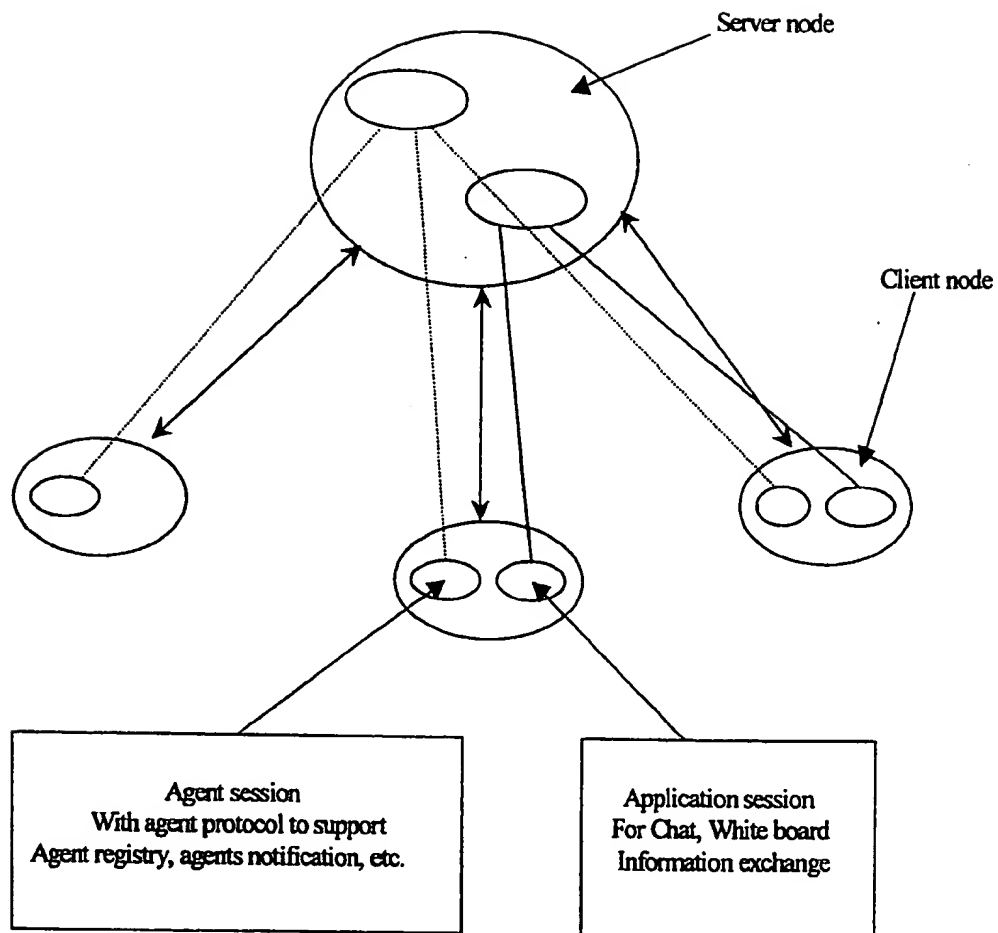 Server node
Client node
Agent session
With agent protocol to support
Agent registry, agents notification, etc.
Application session
For Chat, White board
Information exchange